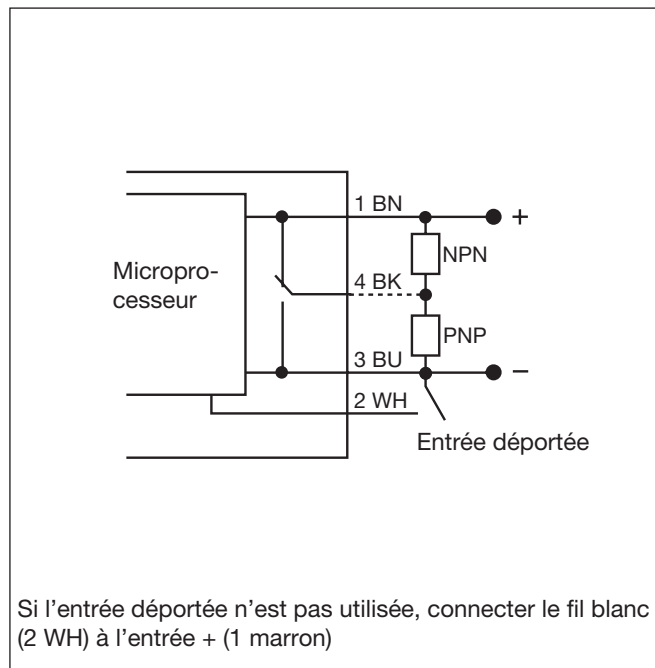 1 BN
+
NPN
Micropro-
cesseur
4 BK
PNP
3 BU
−
2 WH
Entrée déportée
Si l’entrée déportée n’est pas utilisée, connecter le fil blanc
(2 WH) à l’entrée + (1 marron)